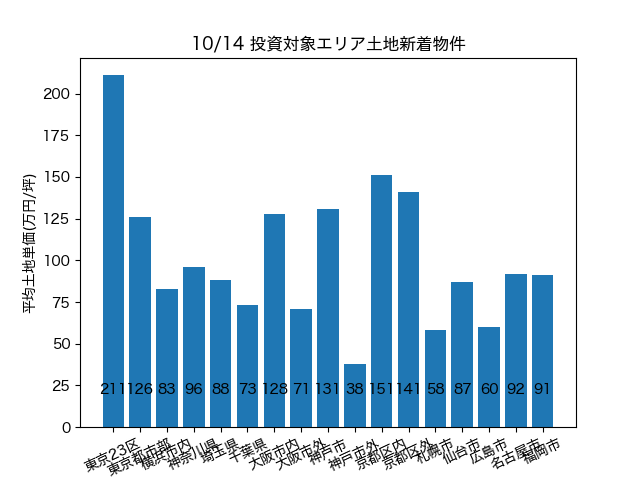 10/14 投資対象エリア土地新着物件
平均土地単価(万円/坪)
200
175
150
125
100
75
50
25
0
211 126 83 96 88 73 128 71 131 38 151 141 58 87 60 92 91
東京23区
東京都市部
横浜市内
神奈川県
埼玉県
千葉県
大阪市内
大阪市外
神戸市
神戸市外
京都区内
京都区外
札幌市
仙台市
広島市
名古屋市
福岡市